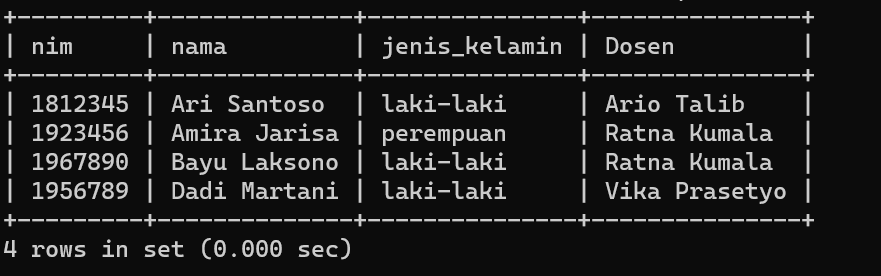 +---------+--------------+---------------+---------------+
| nim     | nama         | jenis_kelamin | Dosen         |
+---------+--------------+---------------+---------------+
| 1812345 | Ari Santoso  | laki-laki     | Ario Talib    |
| 1923456 | Amira Jarisa | perempuan     | Ratna Kumala  |
| 1967890 | Bayu Laksono | laki-laki     | Ratna Kumala  |
| 1956789 | Dadi Martani | laki-laki     | Vika Prasetyo |
+---------+--------------+---------------+---------------+
4 rows in set (0.000 sec)